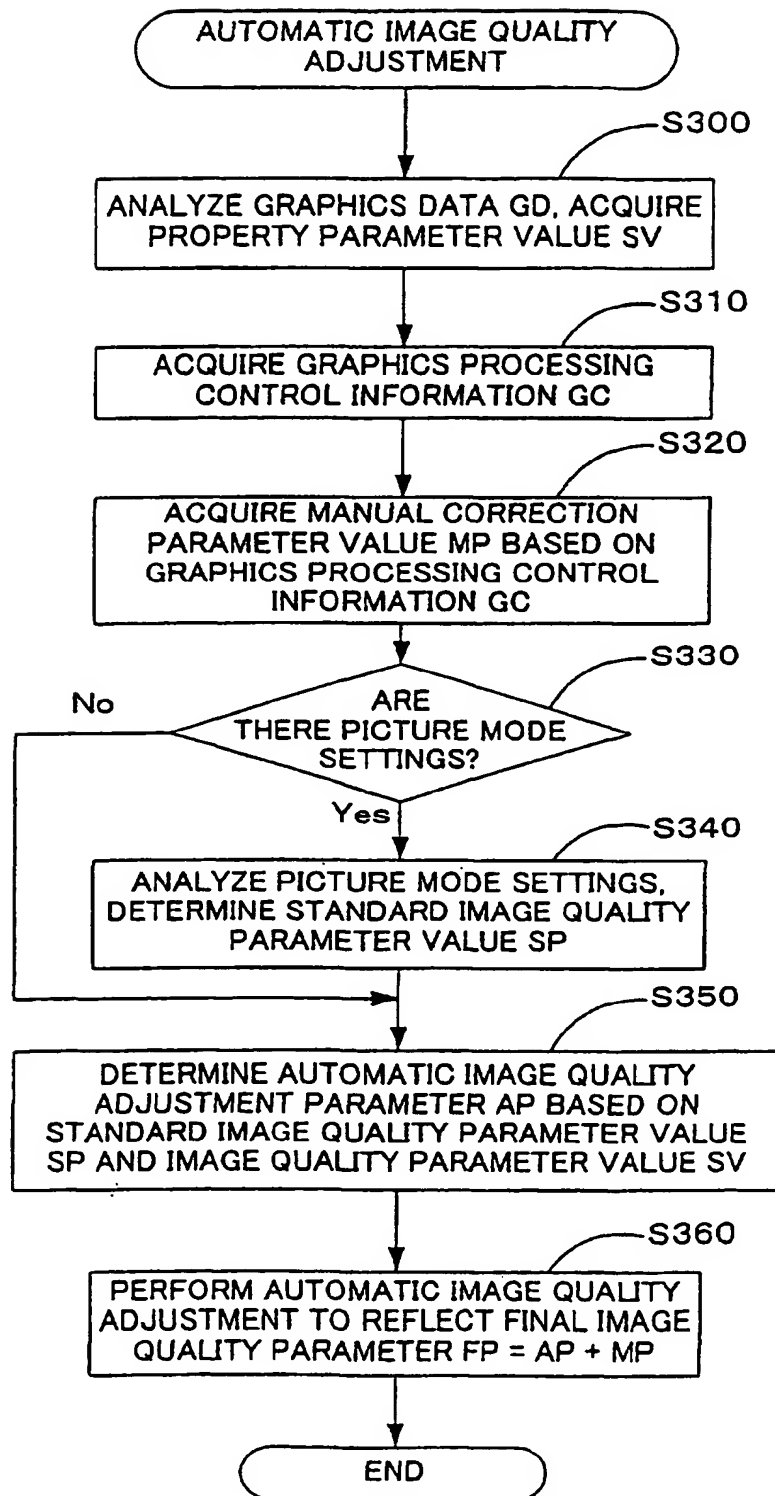 AUTOMATIC IMAGE QUALITY
ADJUSTMENT
S300
ANALYZE GRAPHICS DATA GD, ACQUIRE
PROPERTY PARAMETER VALUE SV
S310
ACQUIRE GRAPHICS PROCESSING
CONTROL INFORMATION GC
S320
ACQUIRE MANUAL CORRECTION
PARAMETER VALUE MP BASED ON
GRAPHICS PROCESSING CONTROL
INFORMATION GC
S330
No
ARE
THERE PICTURE MODE
SETTINGS?
Yes
S340
ANALYZE PICTURE MODE SETTINGS,
DETERMINE STANDARD IMAGE QUALITY
PARAMETER VALUE SP
S350
DETERMINE AUTOMATIC IMAGE QUALITY
ADJUSTMENT PARAMETER AP BASED ON
STANDARD IMAGE QUALITY PARAMETER VALUE
SP AND IMAGE QUALITY PARAMETER VALUE SV
S360
PERFORM AUTOMATIC IMAGE QUALITY
ADJUSTMENT TO REFLECT FINAL IMAGE
QUALITY PARAMETER FP = AP + MP
END